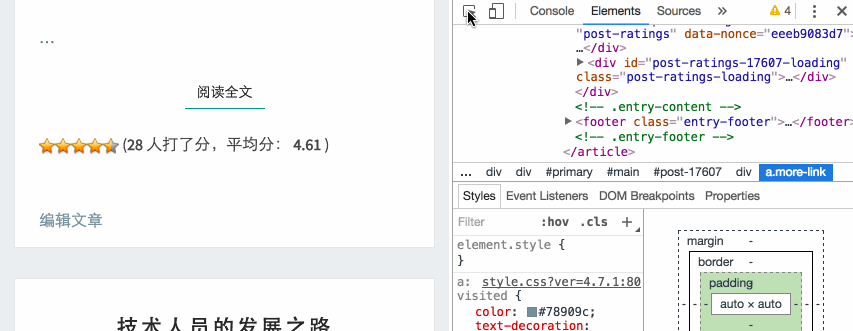 ...
阅读全文
(28 人打了分，平均分： 4.61 )
编辑文章
技术人员的发展之路
Console Elements Sources » 4
"post-ratings" data-nonce="eeeb9083d7">
…</div>
▶<div id="post-ratings-17607-loading"
class="post-ratings-loading">…</div>
</div>
<!-- .entry-content -->
▶<footer class="entry-footer">…</footer>
<!-- .entry-footer -->
</article>
... div div #primary #main #post-17607 div a.more-link
Styles Event Listeners DOM Breakpoints Properties
Filter :hov .cls +
element.style {
}
a: style.css?ver=4.7.1:80
visited {
color: #78909c;
text-decoration:
margin -
border -
padding
- - - auto × auto - - -
-